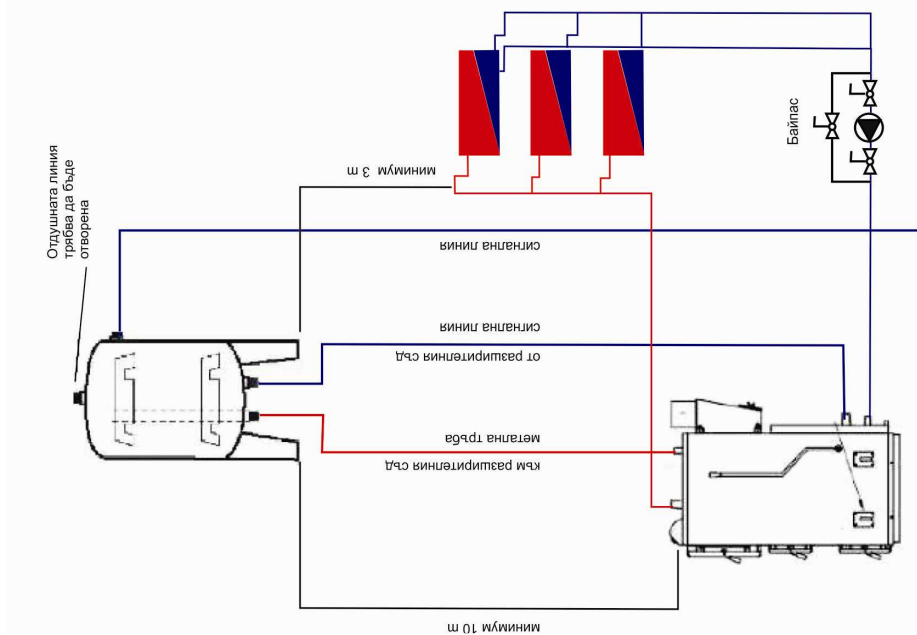 Отдушната линия
трябва да бъде
отворена
Байпас
минимум 3 m
сигнална линия
сигнална линия
от разширителния съд
метална тръба
към разширителния съд
минимум 10 m